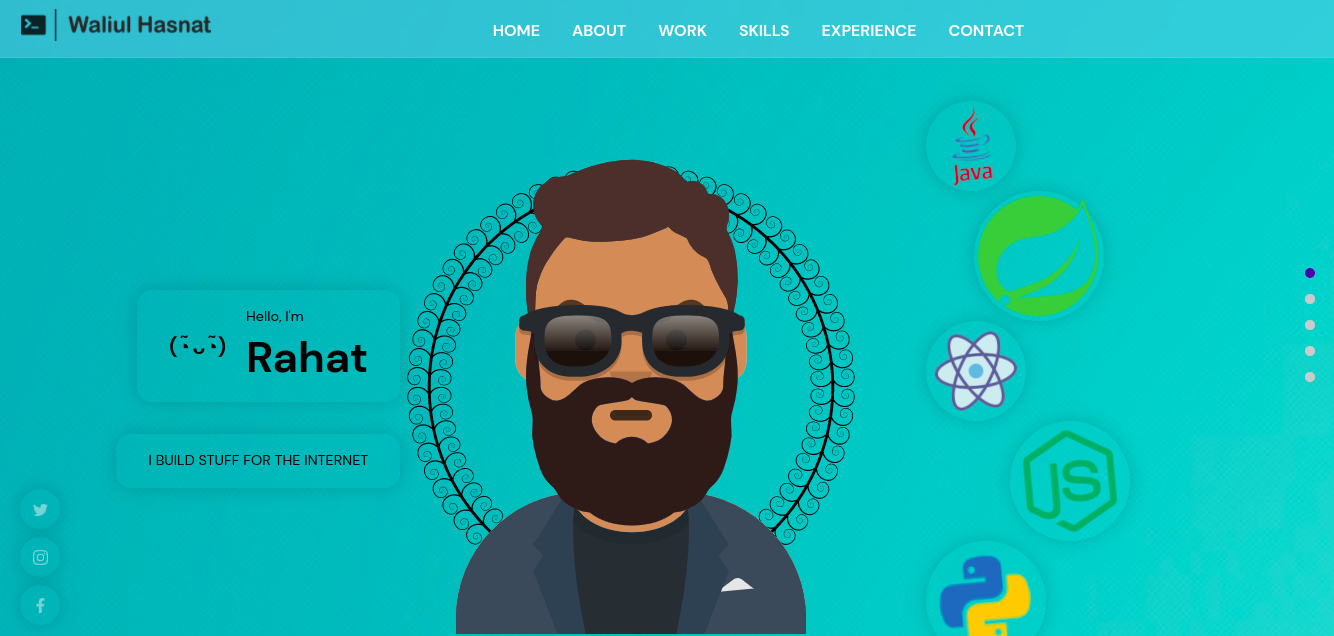 Waliul Hasnat
HOME ABOUT WORK SKILLS EXPERIENCE CONTACT
Java
Hello, I'm
Rahat
I BUILD STUFF FOR THE INTERNET
JS